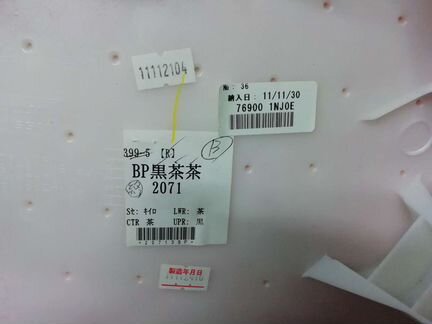 11112104
No: 36
納入日: 11/11/30
76900 1NJ0E
399-5 [R]
B
BP黒茶茶
2071
St: ｷｲﾛ LWR: 茶
CTR 茶 UPR: 黒
*2071BBP*
製造年月日